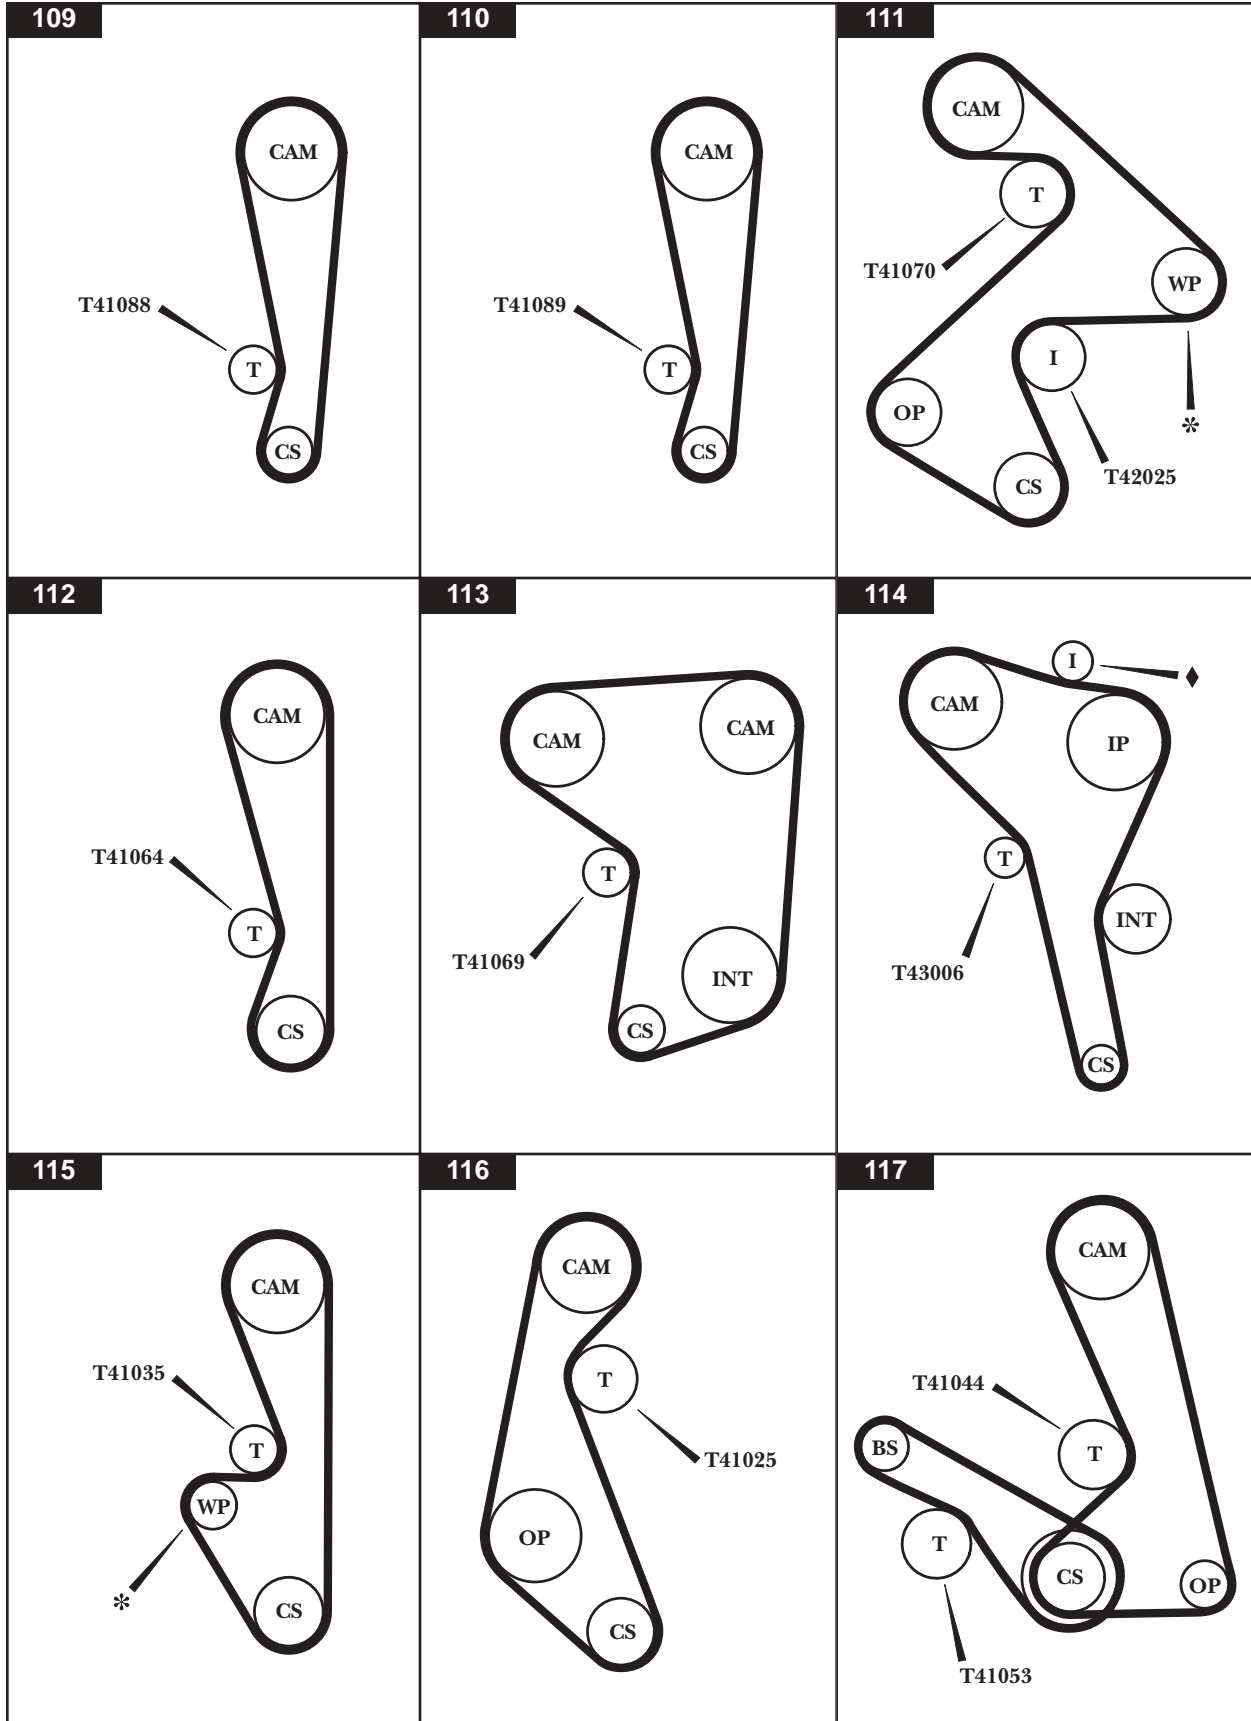 109
CAM
T41088
T
CS
110
CAM
T41089
T
CS
111
CAM
T
T41070
WP
I
OP
*
T42025
CS
112
CAM
T41064
T
CS
113
CAM
CAM
T
T41069
INT
CS
114
I
♦
CAM
IP
T
INT
T43006
CS
115
CAM
T41035
T
WP
*
CS
116
CAM
T
T41025
OP
CS
117
CAM
T41044
BS
T
T
CS
OP
T41053